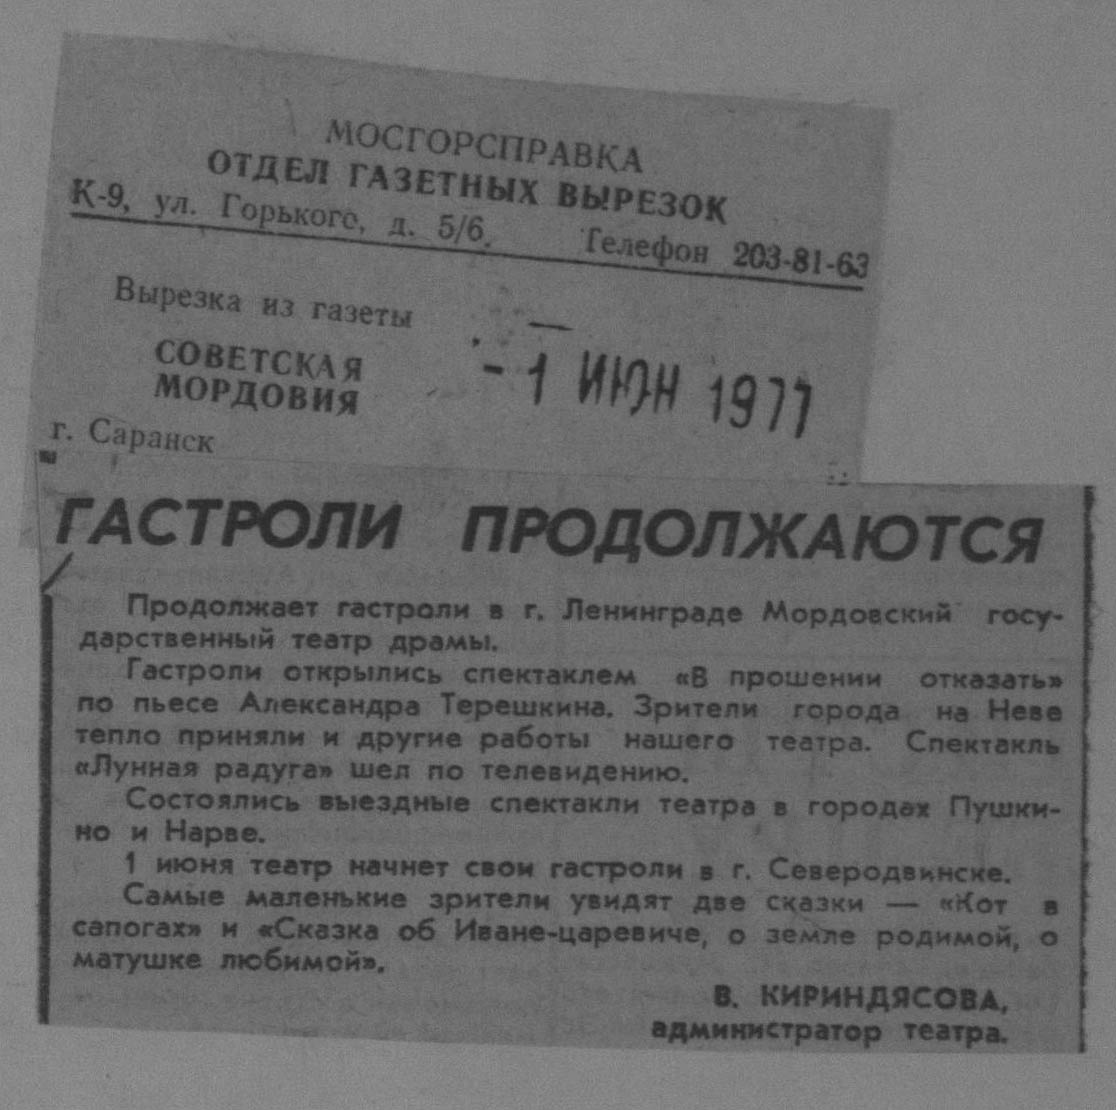 МОСГОРСПРАВКА
ОТДЕЛ ГАЗЕТНЫХ ВЫРЕЗОК
К-9, ул. Горького, д. 5/6. Телефон 203-81-63
Вырезка из газеты
СОВЕТСКАЯ
МОРДОВИЯ
- 1 ИЮН 1977
г. Саранск
ГАСТРОЛИ ПРОДОЛЖАЮТСЯ
Продолжает гастроли в г. Ленинграде Мордовский госу-
дарственный театр драмы.
Гастроли открылись спектаклем «В прошении отказать»
по пьесе Александра Терешкина. Зрители города на Неве
тепло приняли и другие работы нашего театра. Спектакль
«Лунная радуга» шел по телевидению.
Состоялись выездные спектакли театра в городах Пушки-
но и Нарве.
1 июня театр начнет свои гастроли в г. Северодвинске.
Самые маленькие зрители увидят две сказки — «Кот в
сапогах» и «Сказка об Иване-царевиче, о земле родимой, о
матушке любимой».
В. КИРИНДЯСОВА,
администратор театра.